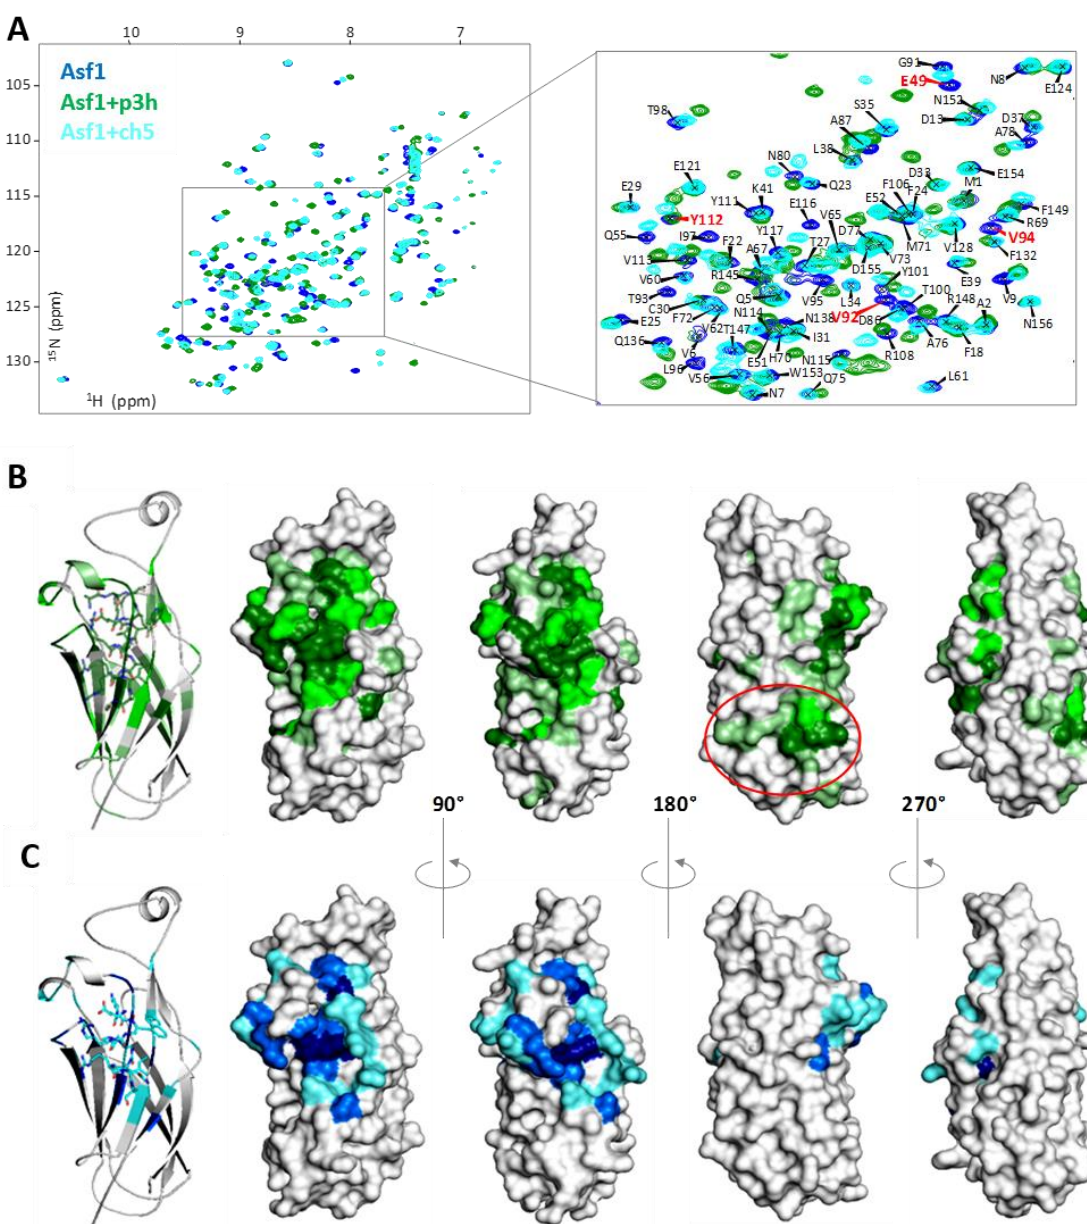 A
10 9 8 7
105
110
115
120
125
130
15N (ppm)
1H (ppm)
Asf1
Asf1+p3h
Asf1+ch5
G91
E49
N8
E124
T98
S35
A87
N152
D13
D37
A78
L38
N80
E121
Q23
D33
E154
F106
M1
E29
K41
E52
F24
Y111
E116
F149
Y112
V65
R69
Q55
I97
Y117
D77
M71
V94
F22
A67
T27
V128
F132
V113
V73
D155
E39
R145
Y101
V60
L34
T100
V9
T93
Q5
V95
C30
N114
N138
V92
R148
A2
N156
F72
D86
E25
V62
T147
I31
A76
Q136
V6
E51
H70
F18
N115
R108
L96
W153
V56
Q75
L61
N7
B
90° 180° 270°
C